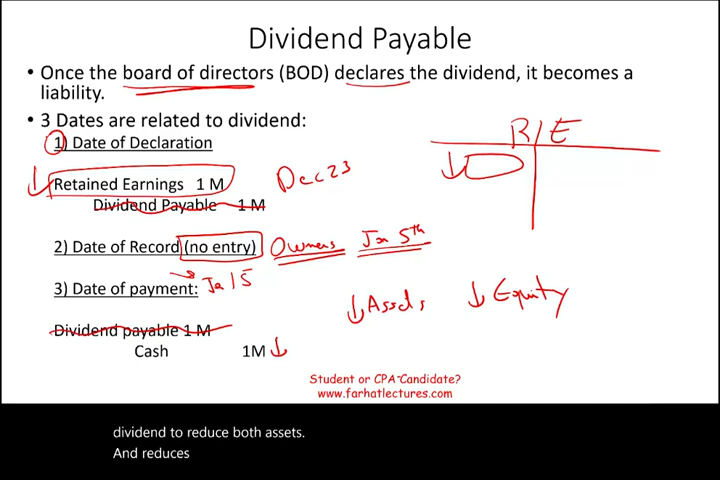 Dividend Payable
• Once the board of directors (BOD) declares the dividend, it becomes a
liability.
• 3 Dates are related to dividend:
1) Date of Declaration
R/E
Retained Earnings 1 M
Dec 23
Dividend Payable 1 M
2) Date of Record (no entry) Owners Jan 5th
3) Date of payment: Ja 15
↓ Assets ↓ Equity
Dividend payable 1 M
Cash 1M ↓
Student or CPA Candidate?
www.farhatlectures.com
dividend to reduce both assets.
And reduces